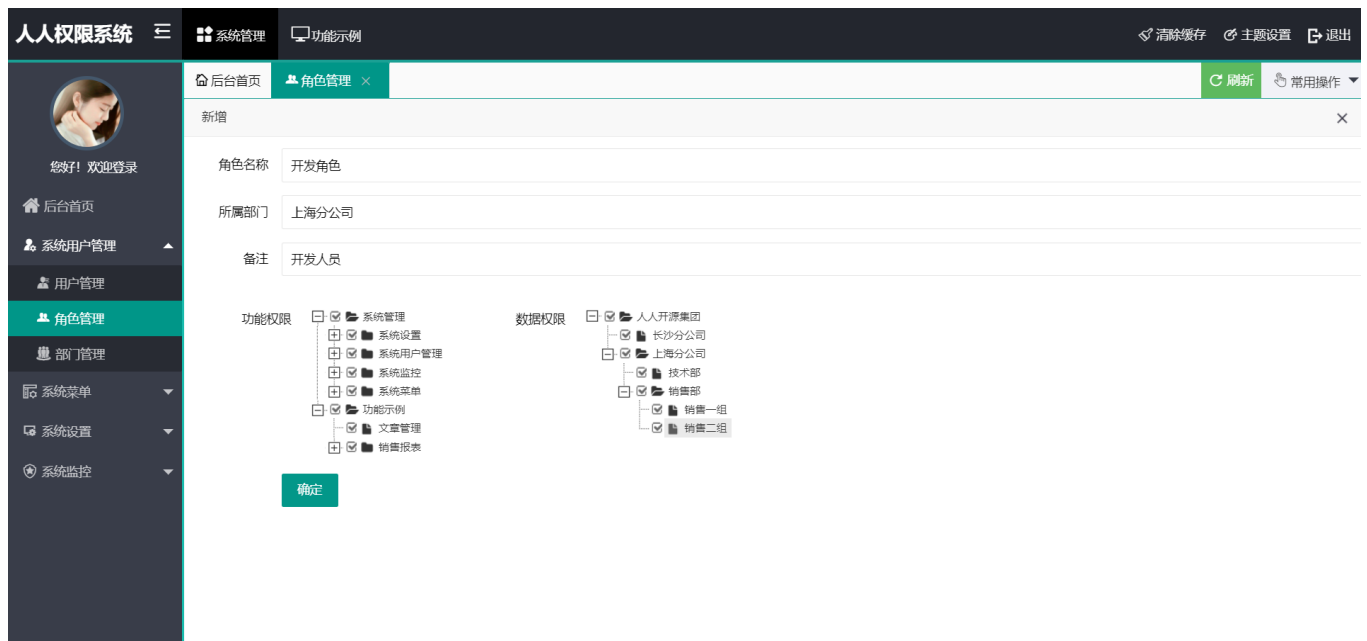 人人权限系统 系统管理 功能示例 清除缓存 主题设置 退出
后台首页 角色管理 刷新 常用操作
新增
您好！欢迎登录
后台首页
系统用户管理
用户管理
角色管理
部门管理
系统菜单
系统设置
系统监控
角色名称 开发角色
所属部门 上海分公司
备注 开发人员
功能权限
系统管理
系统设置
系统用户管理
系统监控
系统菜单
功能示例
文章管理
销售报表
数据权限
人人开源集团
长沙分公司
上海分公司
技术部
销售部
销售一组
销售二组
确定